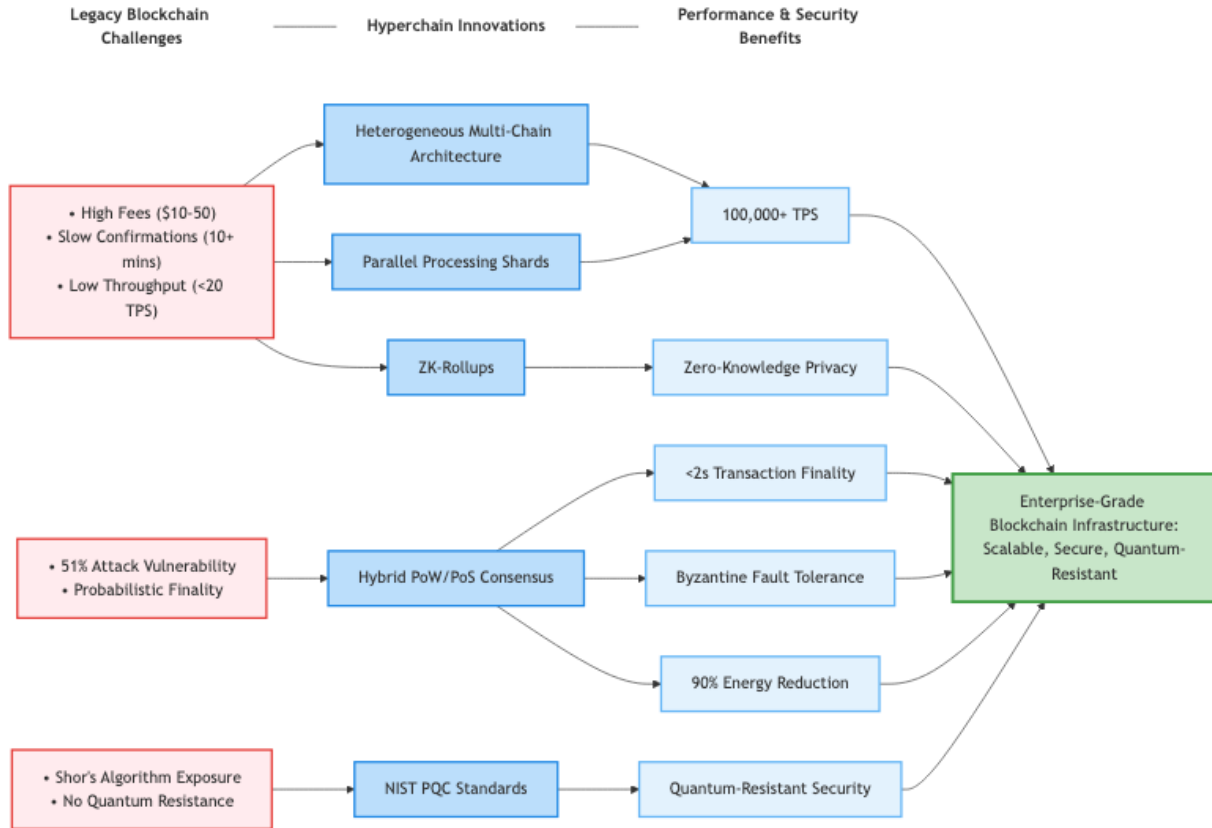 Legacy Blockchain
Challenges
Hyperchain Innovations
Performance & Security
Benefits
Heterogeneous Multi-Chain
Architecture
• High Fees ($10-50)
• Slow Confirmations (10+
mins)
• Low Throughput (<20
TPS)
100,000+ TPS
Parallel Processing Shards
ZK-Rollups
Zero-Knowledge Privacy
<2s Transaction Finality
Enterprise-Grade
Blockchain Infrastructure:
Scalable, Secure, Quantum-
Resistant
• 51% Attack Vulnerability
• Probabilistic Finality
Hybrid PoW/PoS Consensus
Byzantine Fault Tolerance
90% Energy Reduction
• Shor's Algorithm Exposure
• No Quantum Resistance
NIST PQC Standards
Quantum-Resistant Security